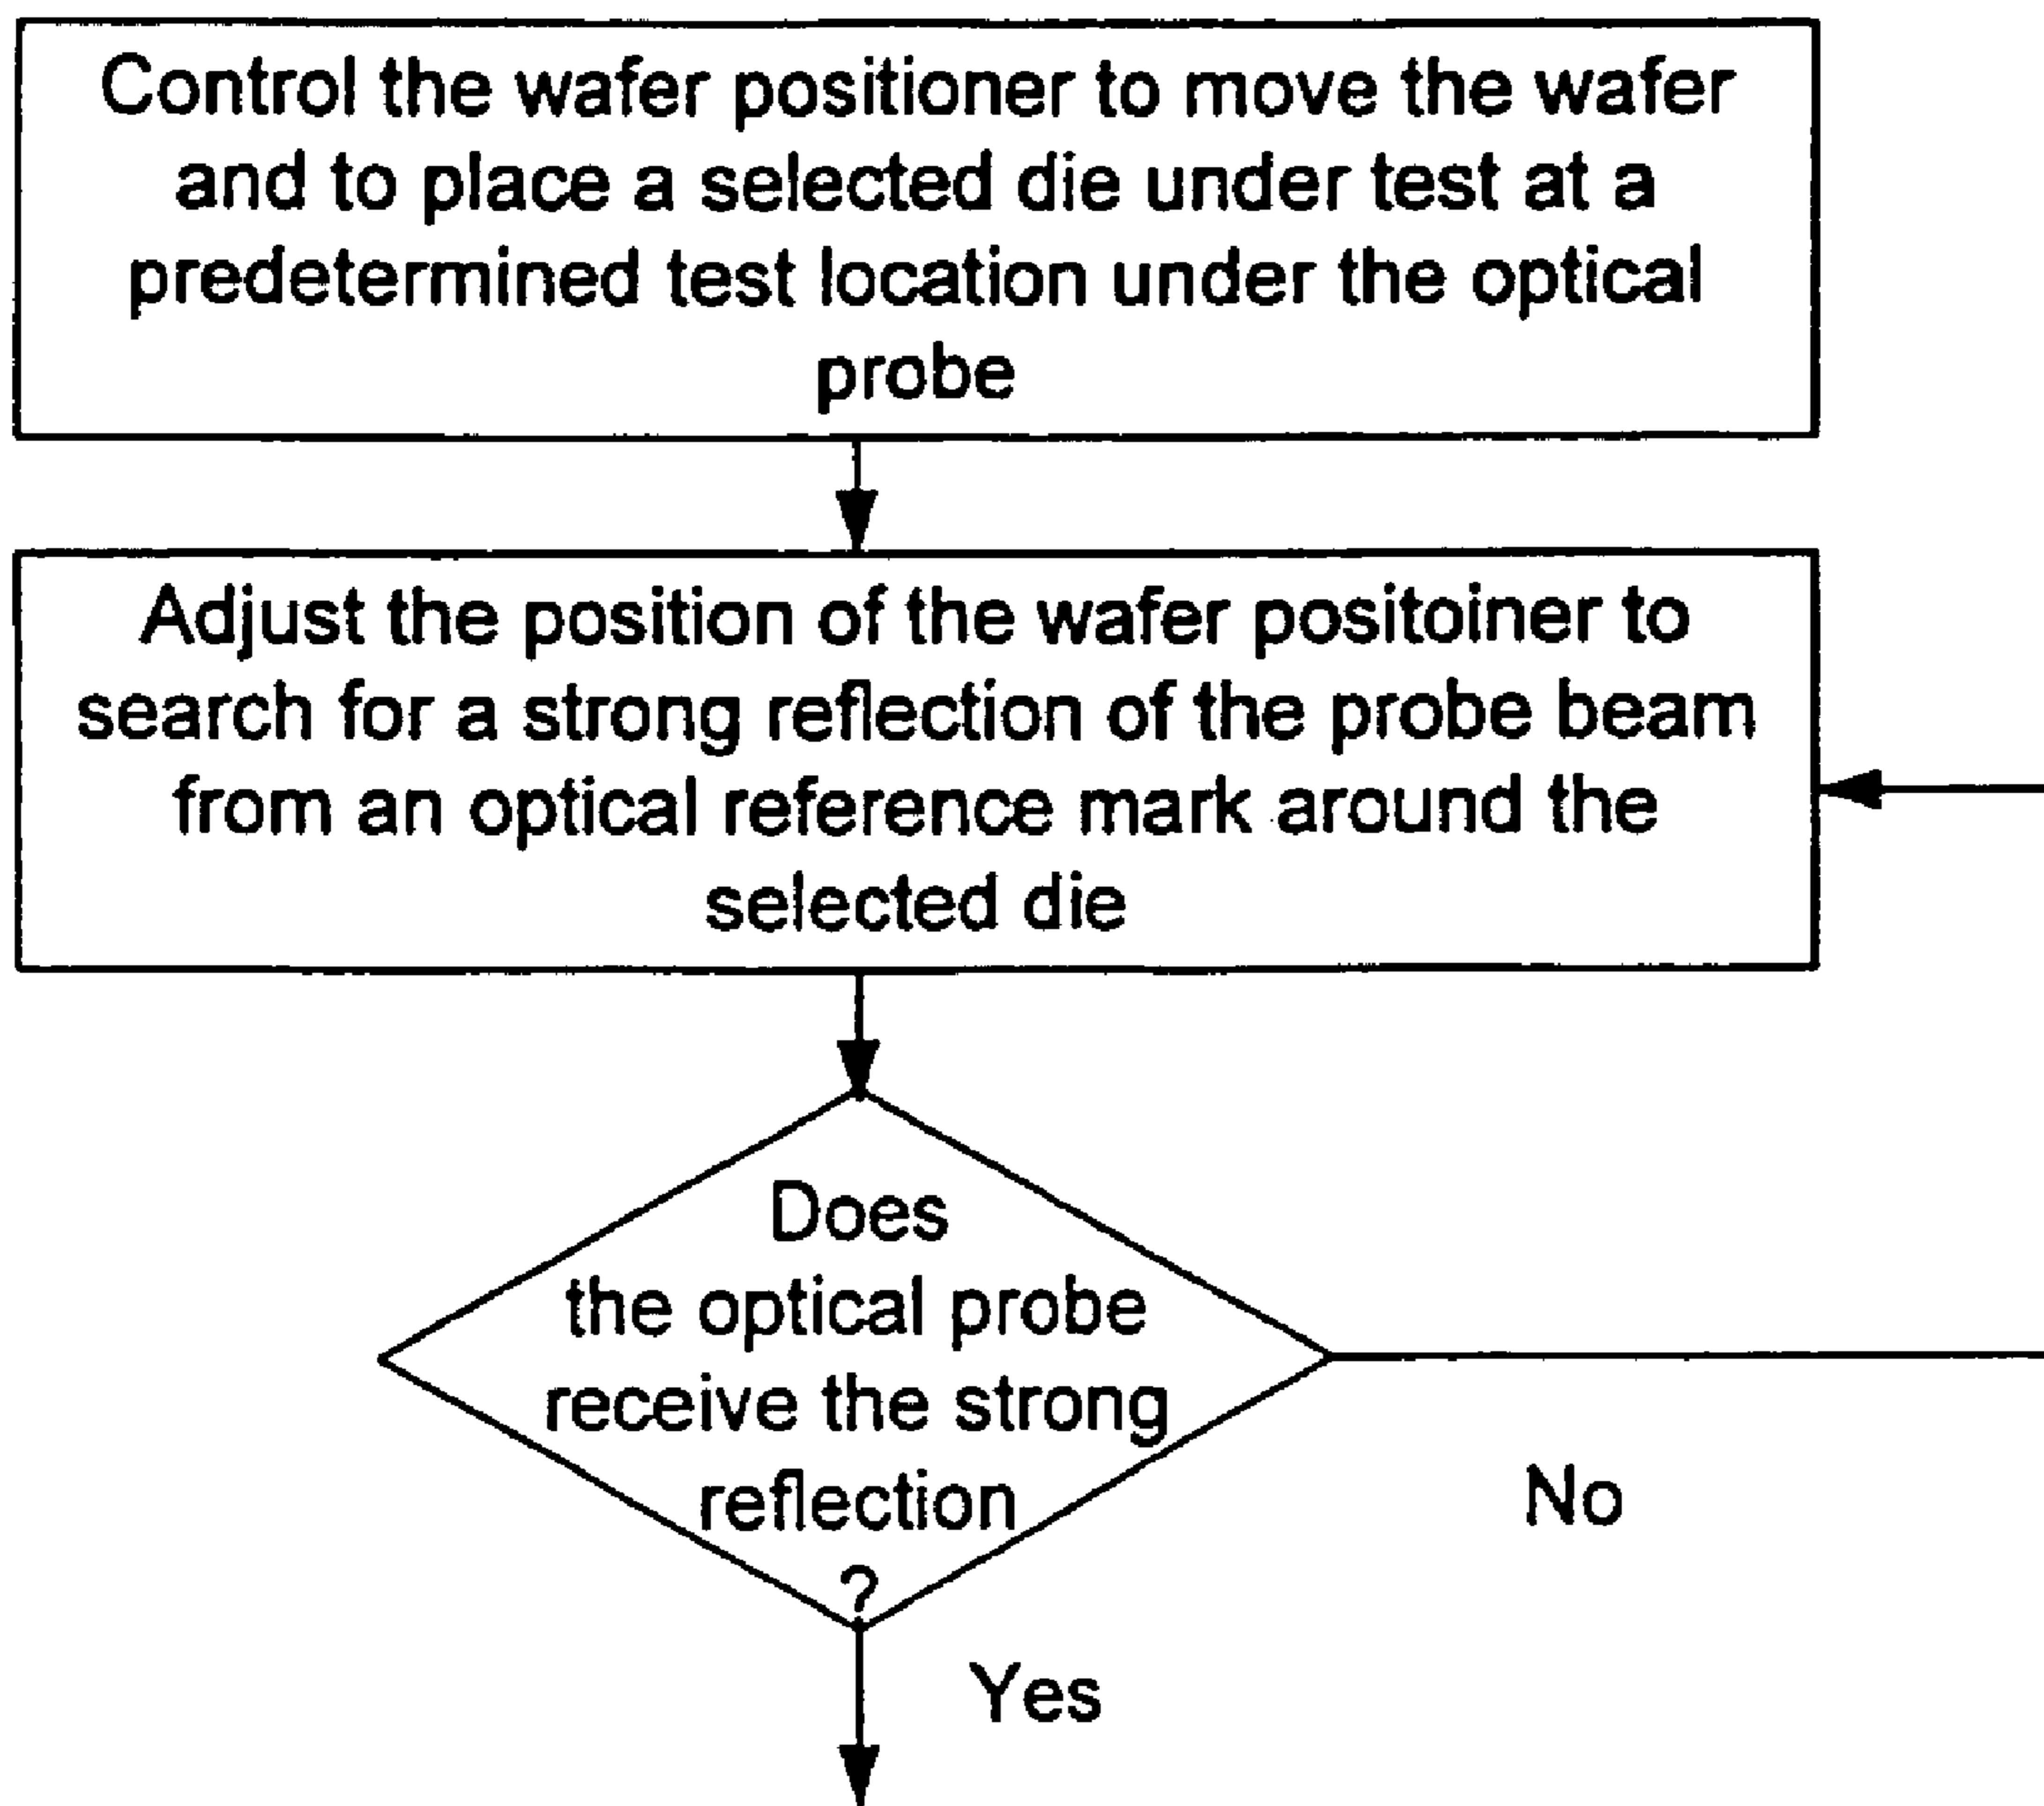 Control the wafer positioner to move the wafer
and to place a selected die under test at a
predetermined test location under the optical
probe
Adjust the position of the wafer positoiner to
search for a strong reflection of the probe beam
from an optical reference mark around the
selected die
Does
the optical probe
receive the strong
reflection
?
No
Yes